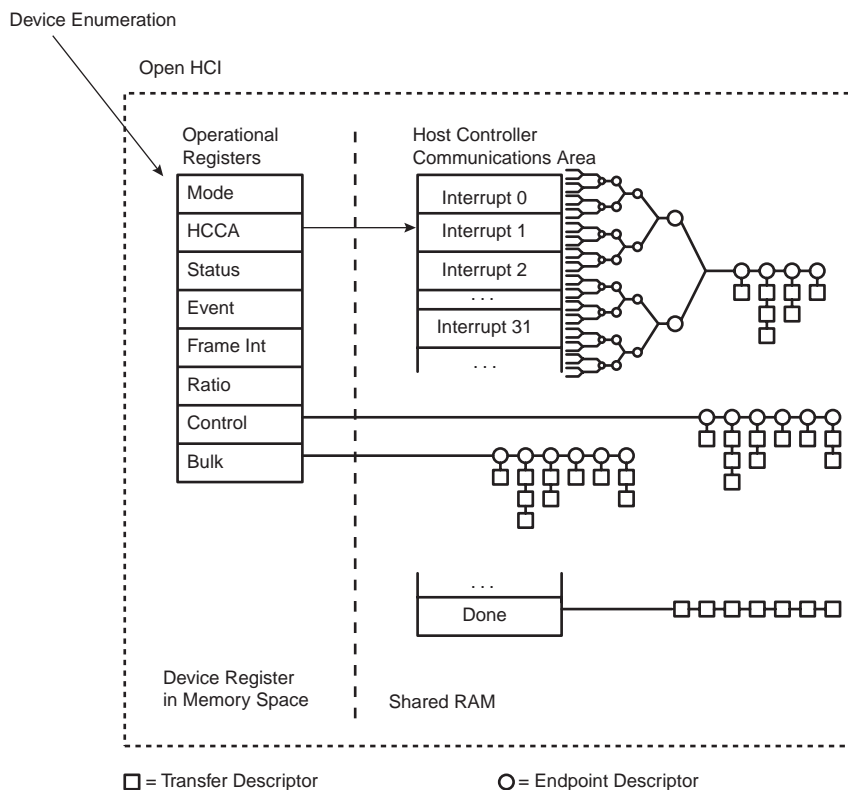 Device Enumeration
Open HCI
Operational
Registers
Mode
HCCA
Status
Event
Frame Int
Ratio
Control
Bulk
Host Controller
Communications Area
Interrupt 0
Interrupt 1
Interrupt 2
. . .
Interrupt 31
. . .
. . .
Done
Device Register
in Memory Space
Shared RAM
= Transfer Descriptor
= Endpoint Descriptor